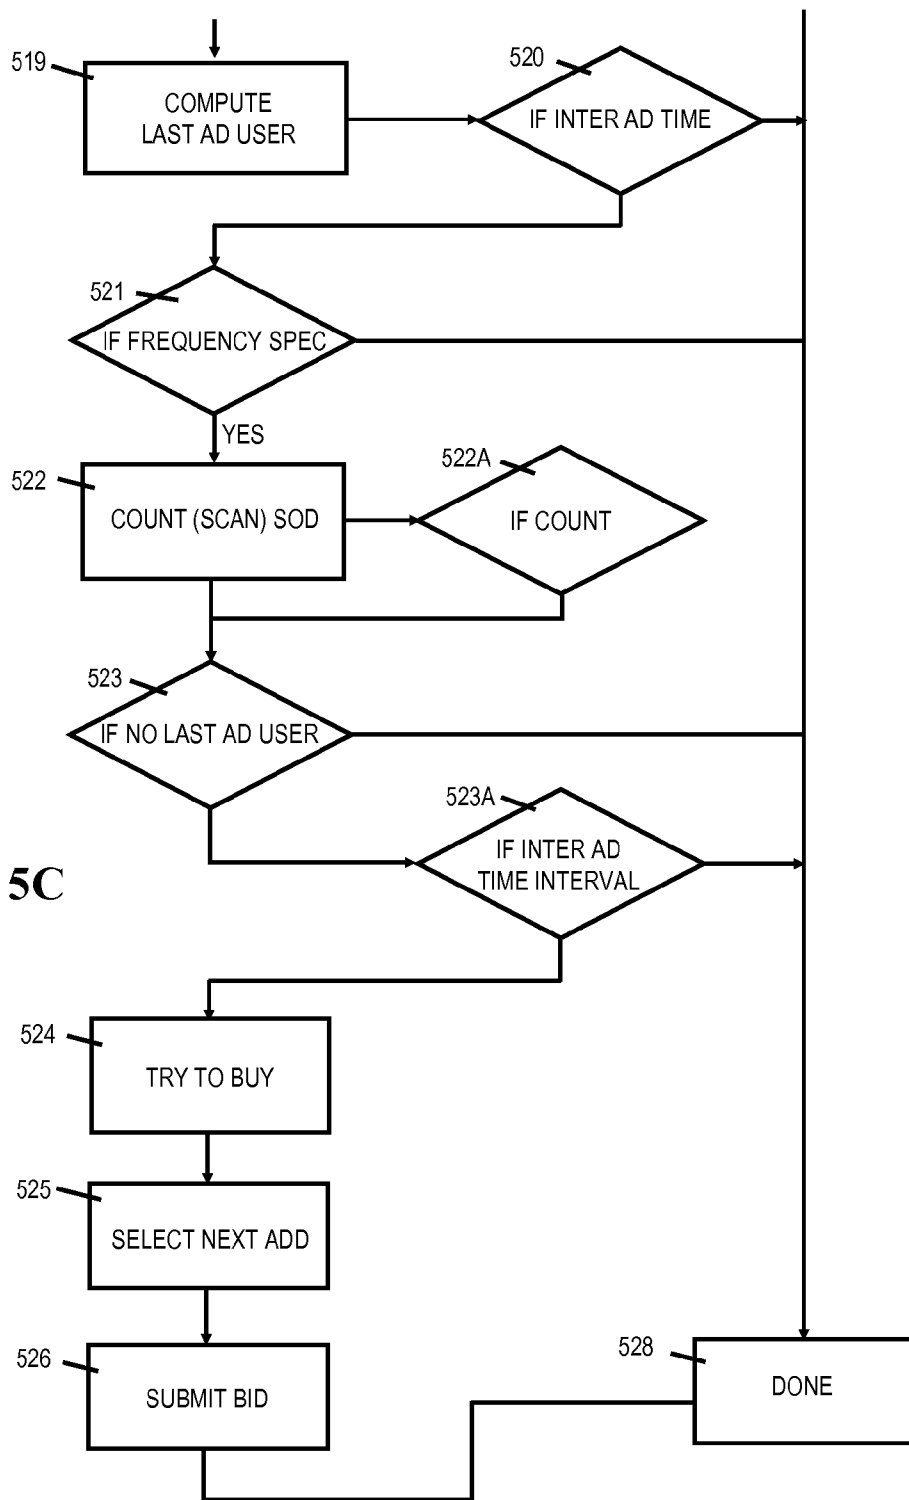 519
COMPUTE
LAST AD USER
520
IF INTER AD TIME
521
IF FREQUENCY SPEC
YES
522
COUNT (SCAN) SOD
522A
IF COUNT
523
IF NO LAST AD USER
523A
IF INTER AD
TIME INTERVAL
5C
524
TRY TO BUY
525
SELECT NEXT ADD
526
SUBMIT BID
528
DONE